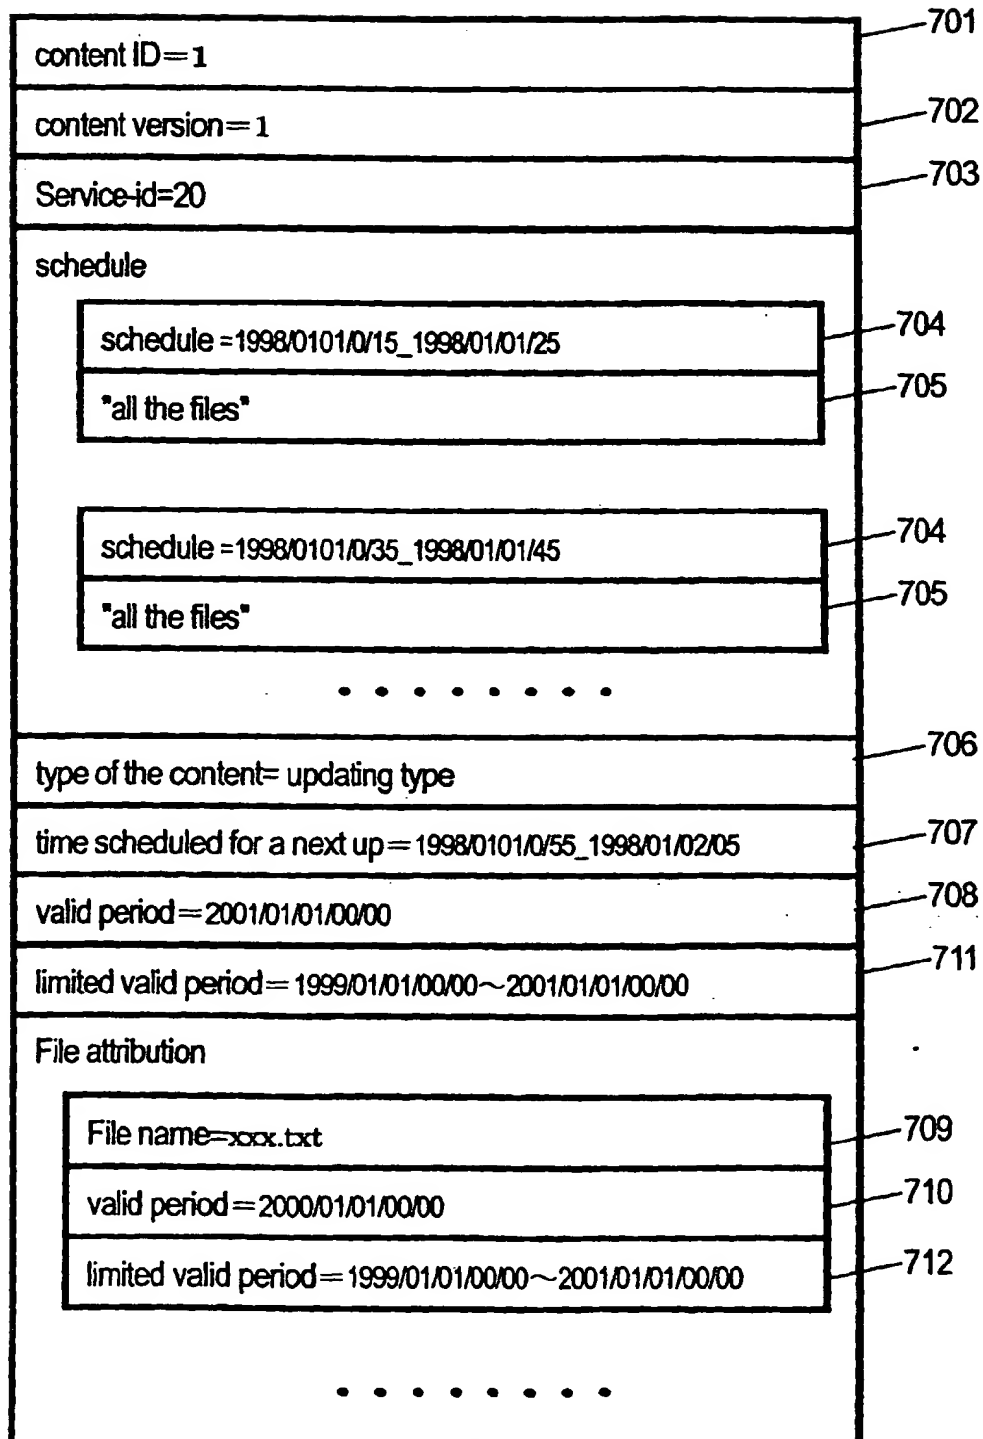 701
content ID=1
702
content version=1
703
Service-id=20
schedule
704
schedule =1998/0101/0/15_1998/01/01/25
705
"all the files"
704
schedule =1998/0101/0/35_1998/01/01/45
705
"all the files"
706
type of the content= updating type
707
time scheduled for a next up=1998/0101/0/55_1998/01/02/05
708
valid period=2001/01/01/00/00
711
limited valid period=1999/01/01/00/00~2001/01/01/00/00
File attribution
709
File name=xxx.txt
710
valid period=2000/01/01/00/00
712
limited valid period=1999/01/01/00/00~2001/01/01/00/00